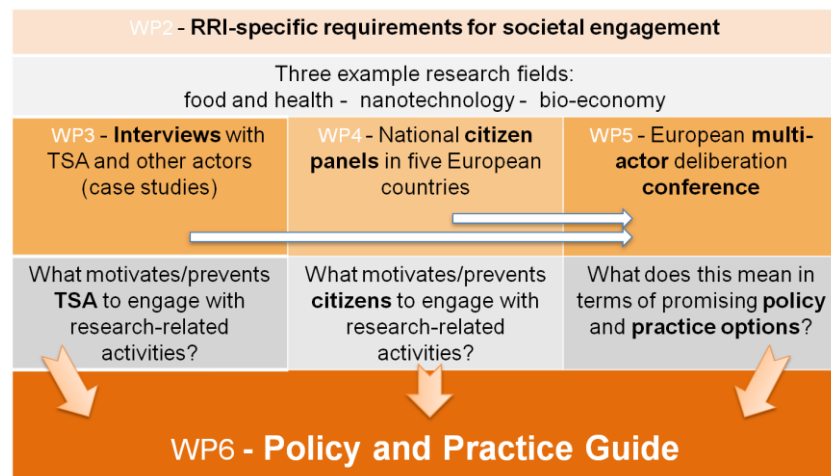 WP2 - RRI-specific requirements for societal engagement
Three example research fields:
food and health - nanotechnology - bio-economy
WP3 - Interviews with
TSA and other actors
(case studies)
WP4 - National citizen
panels in five European
countries
WP5 - European multi-
actor deliberation
conference
What motivates/prevents
TSA to engage with
research-related
activities?
What motivates/prevents
citizens to engage with
research-related
activities?
What does this mean in
terms of promising policy
and practice options?
WP6 - Policy and Practice Guide